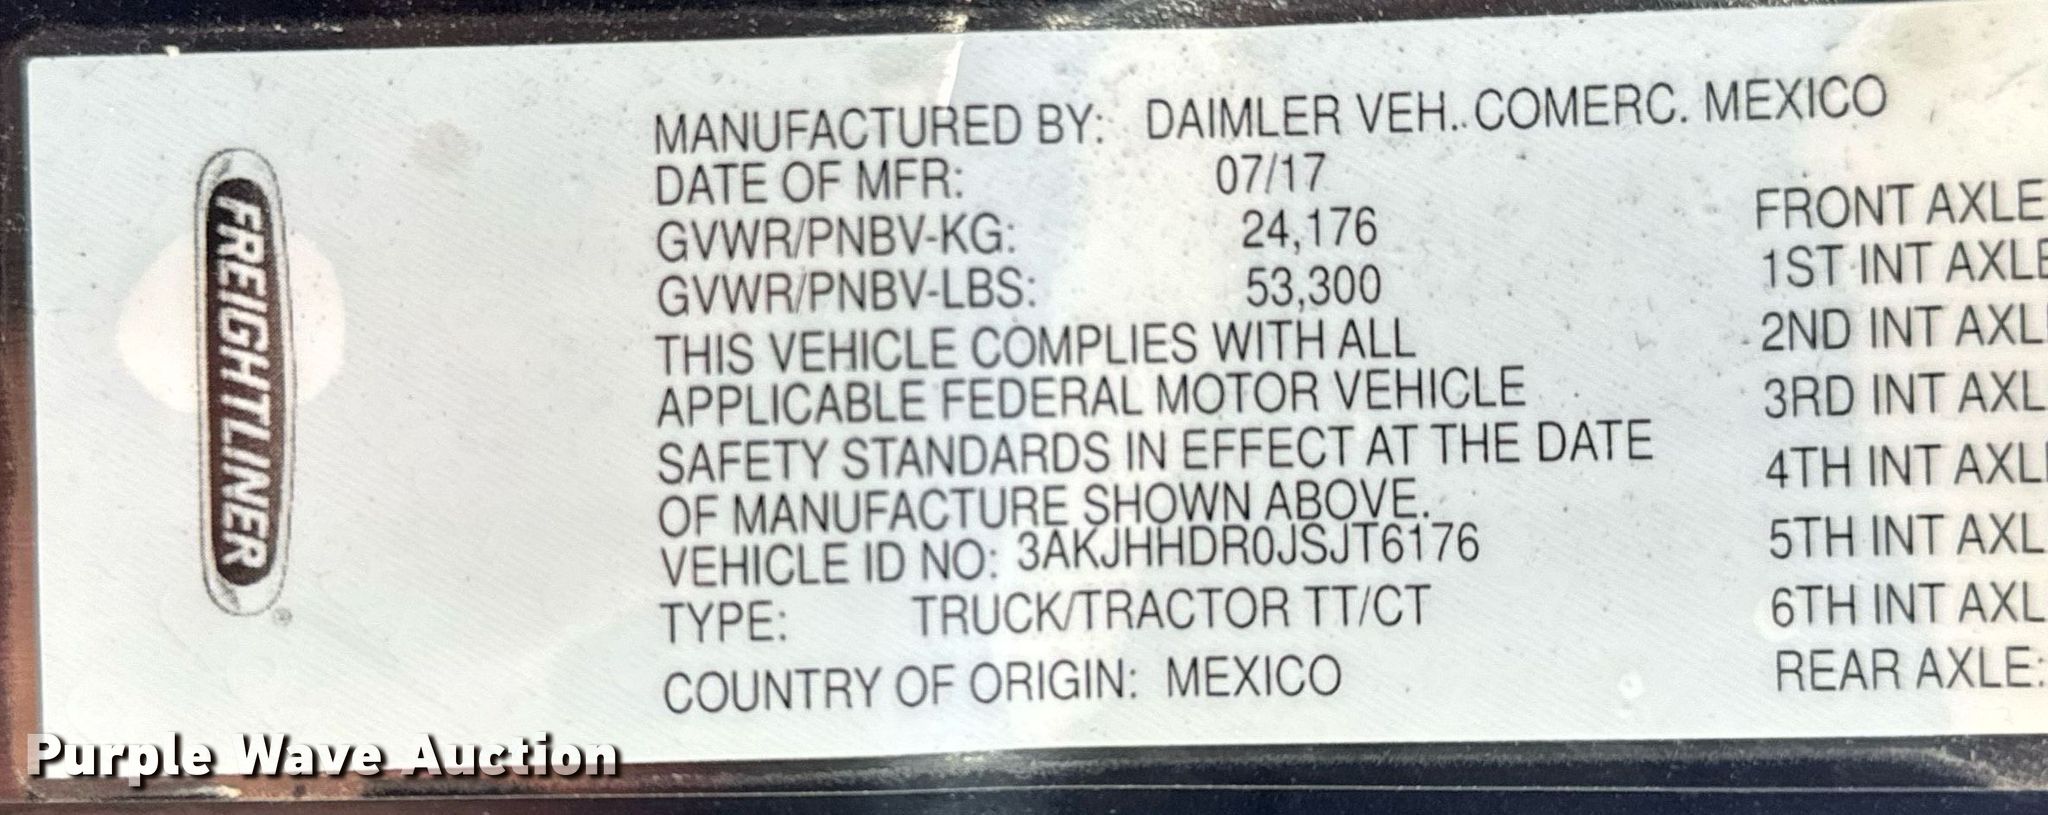 FREIGHTLINER
®
MANUFACTURED BY: DAIMLER VEH. COMERC. MEXICO
DATE OF MFR: 07/17
GVWR/PNBV-KG: 24,176
GVWR/PNBV-LBS: 53,300
THIS VEHICLE COMPLIES WITH ALL
APPLICABLE FEDERAL MOTOR VEHICLE
SAFETY STANDARDS IN EFFECT AT THE DATE
OF MANUFACTURE SHOWN ABOVE.
VEHICLE ID NO: 3AKJHHDR0JSJT6176
TYPE: TRUCK/TRACTOR TT/CT
COUNTRY OF ORIGIN: MEXICO
FRONT AXLE
1ST INT AXLE
2ND INT AXL
3RD INT AXL
4TH INT AXL
5TH INT AXL
6TH INT AXL
REAR AXLE:
Purple Wave Auction